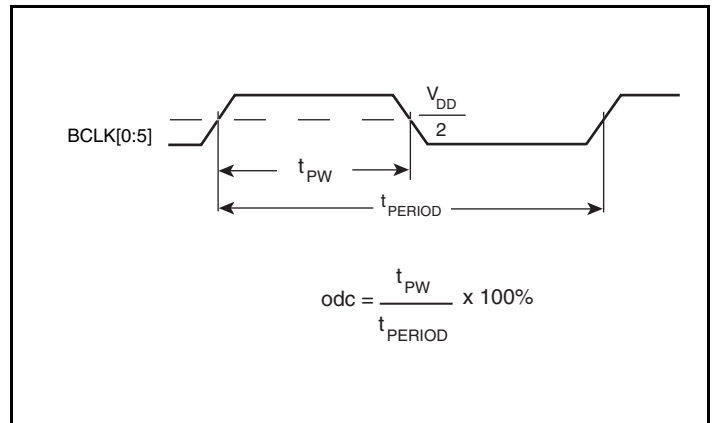 V_DD
2
BCLK[0:5]
t_PW
t_PERIOD
odc = t_PW / t_PERIOD x 100%